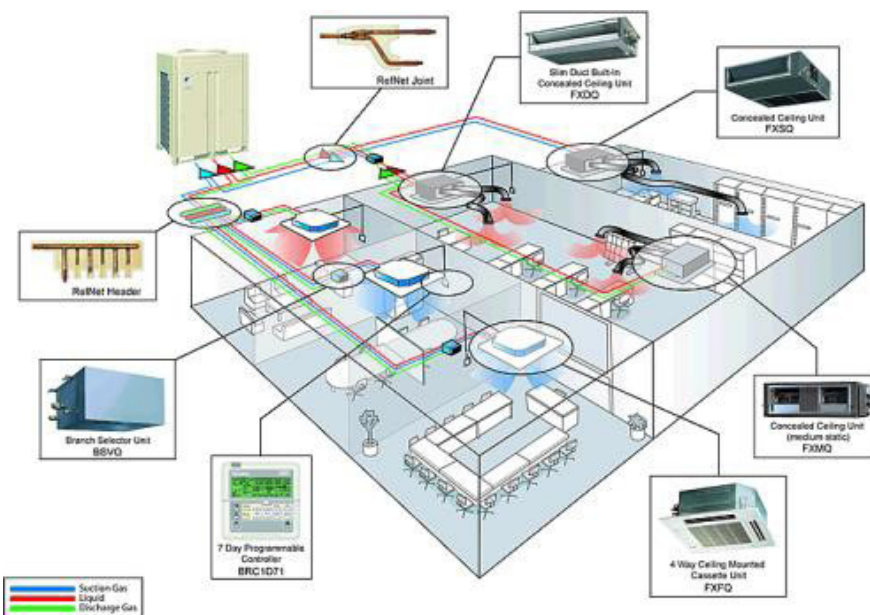 RefNet Joint
Slim Duct Built-In
Concealed Ceiling Unit
FXDQ
Concealed Ceiling Unit
FXSQ
RefNet Header
Branch Selector Unit
BSVQ
7 Day Programmable
Controller
BRC1D71
Concealed Ceiling Unit
(medium static)
FXMQ
4 Way Ceiling Mounted
Cassette Unit
FXFQ
Suction Gas
Liquid
Discharge Gas